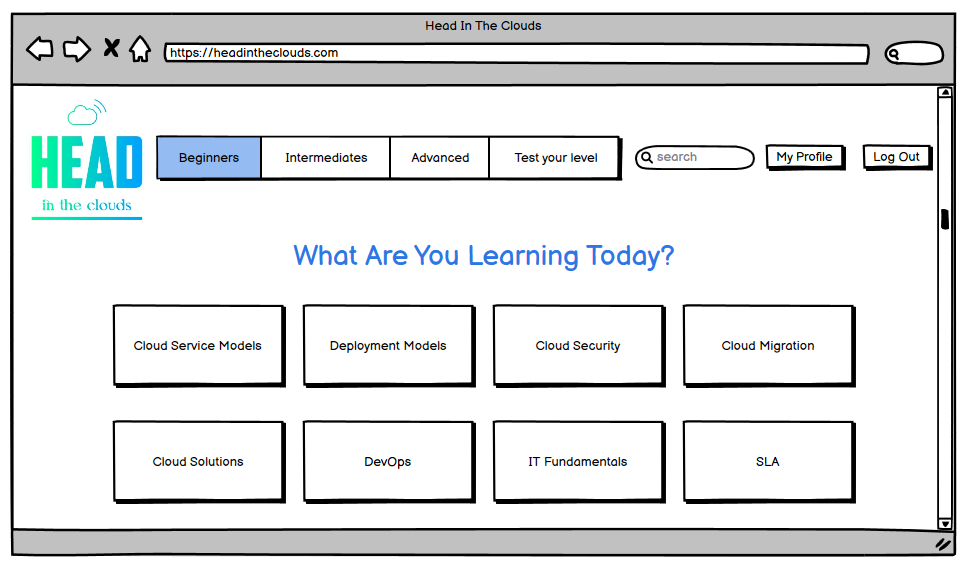 Head In The Clouds
https://headintheclouds.com
HEAD
in the clouds
Beginners
Intermediates
Advanced
Test your level
search
My Profile
Log Out
What Are You Learning Today?
Cloud Service Models
Deployment Models
Cloud Security
Cloud Migration
Cloud Solutions
DevOps
IT Fundamentals
SLA